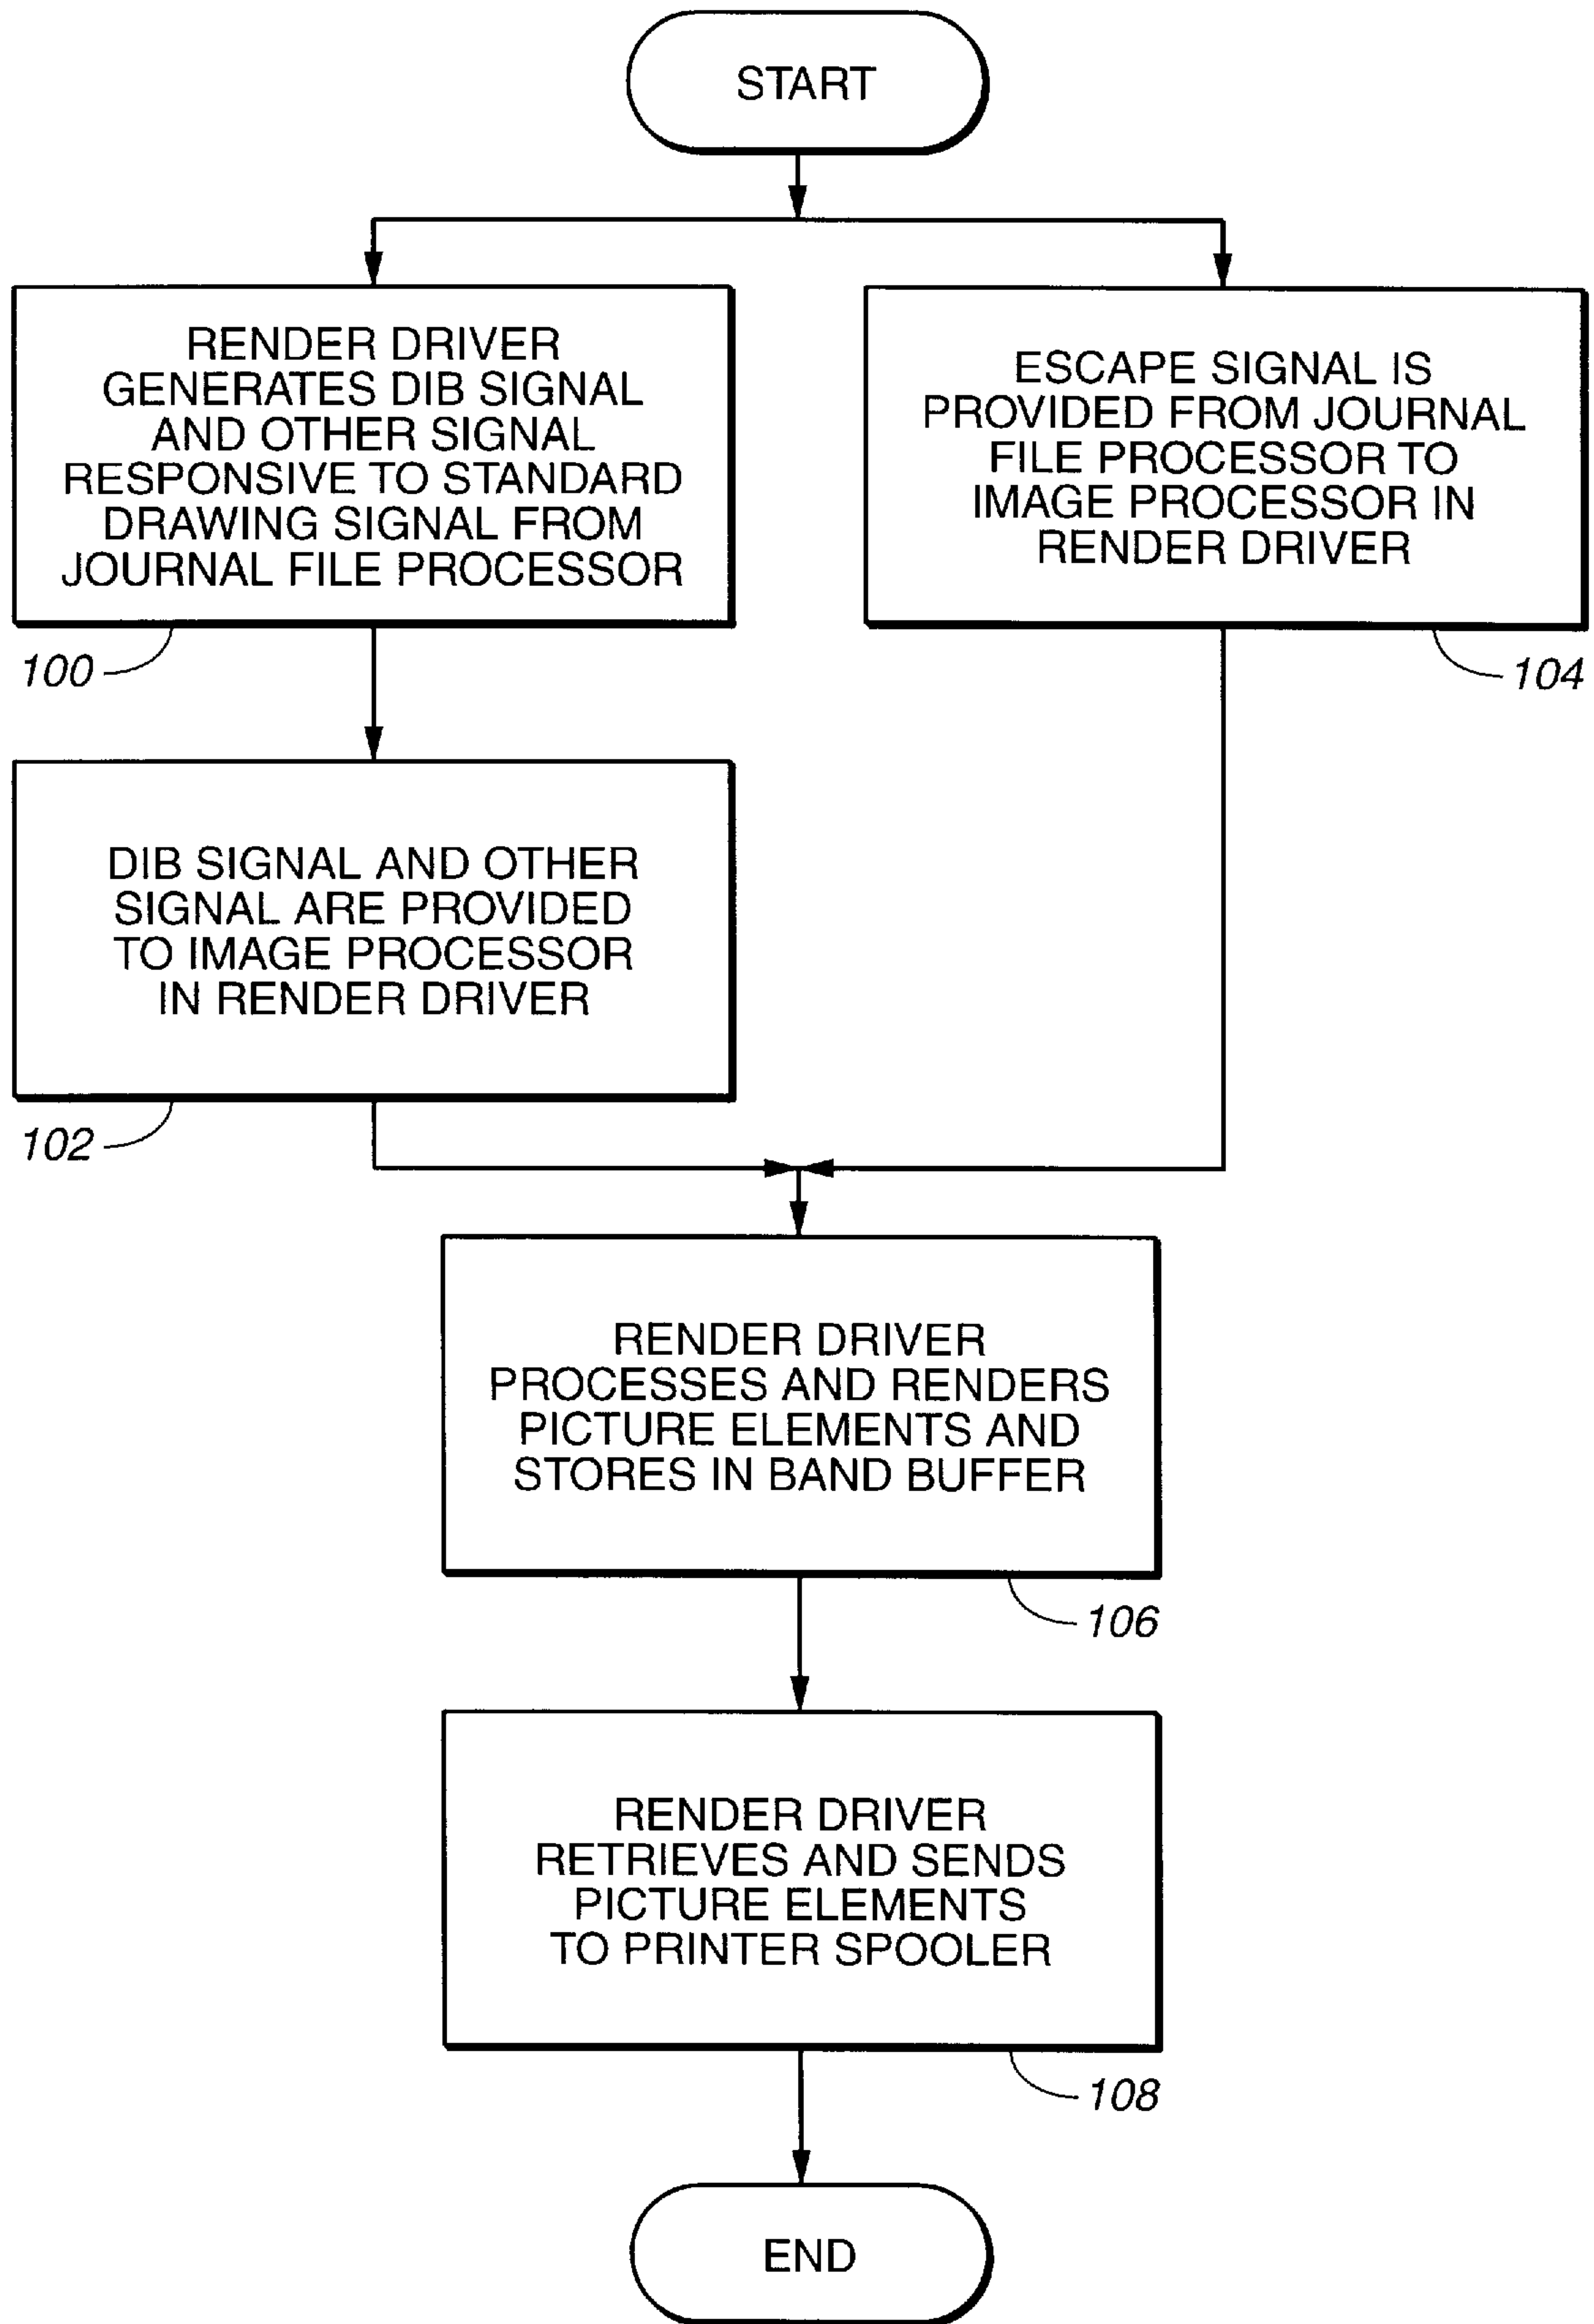 START
RENDER DRIVER
GENERATES DIB SIGNAL
AND OTHER SIGNAL
RESPONSIVE TO STANDARD
DRAWING SIGNAL FROM
JOURNAL FILE PROCESSOR
100
ESCAPE SIGNAL IS
PROVIDED FROM JOURNAL
FILE PROCESSOR TO
IMAGE PROCESSOR IN
RENDER DRIVER
104
DIB SIGNAL AND OTHER
SIGNAL ARE PROVIDED
TO IMAGE PROCESSOR
IN RENDER DRIVER
102
RENDER DRIVER
PROCESSES AND RENDERS
PICTURE ELEMENTS AND
STORES IN BAND BUFFER
106
RENDER DRIVER
RETRIEVES AND SENDS
PICTURE ELEMENTS
TO PRINTER SPOOLER
108
END